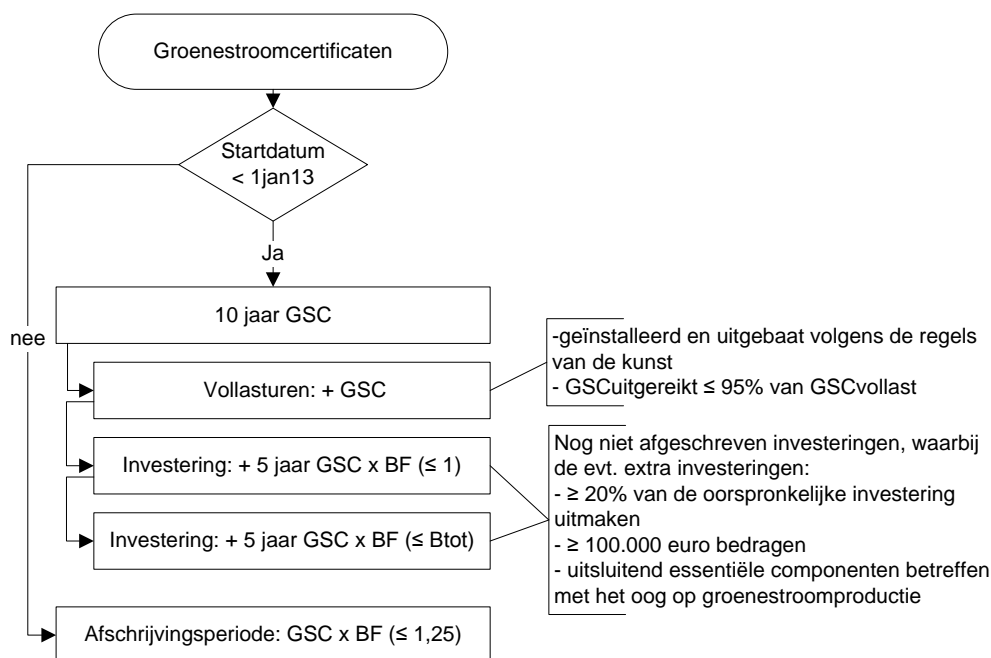 Groenestroomcertificaten
Startdatum
< 1jan13
Ja
nee
10 jaar GSC
Vollasturen: + GSC
-geïnstalleerd en uitgebaat volgens de regels
van de kunst
- GSCuitgereikt ≤ 95% van GSCvollast
Investering: + 5 jaar GSC x BF (≤ 1)
Investering: + 5 jaar GSC x BF (≤ Btot)
Nog niet afgeschreven investeringen, waarbij
de evt. extra investeringen:
- ≥ 20% van de oorspronkelijke investering
uitmaken
- ≥ 100.000 euro bedragen
- uitsluitend essentiële componenten betreffen
met het oog op groenestroomproductie
Afschrijvingsperiode: GSC x BF (≤ 1,25)